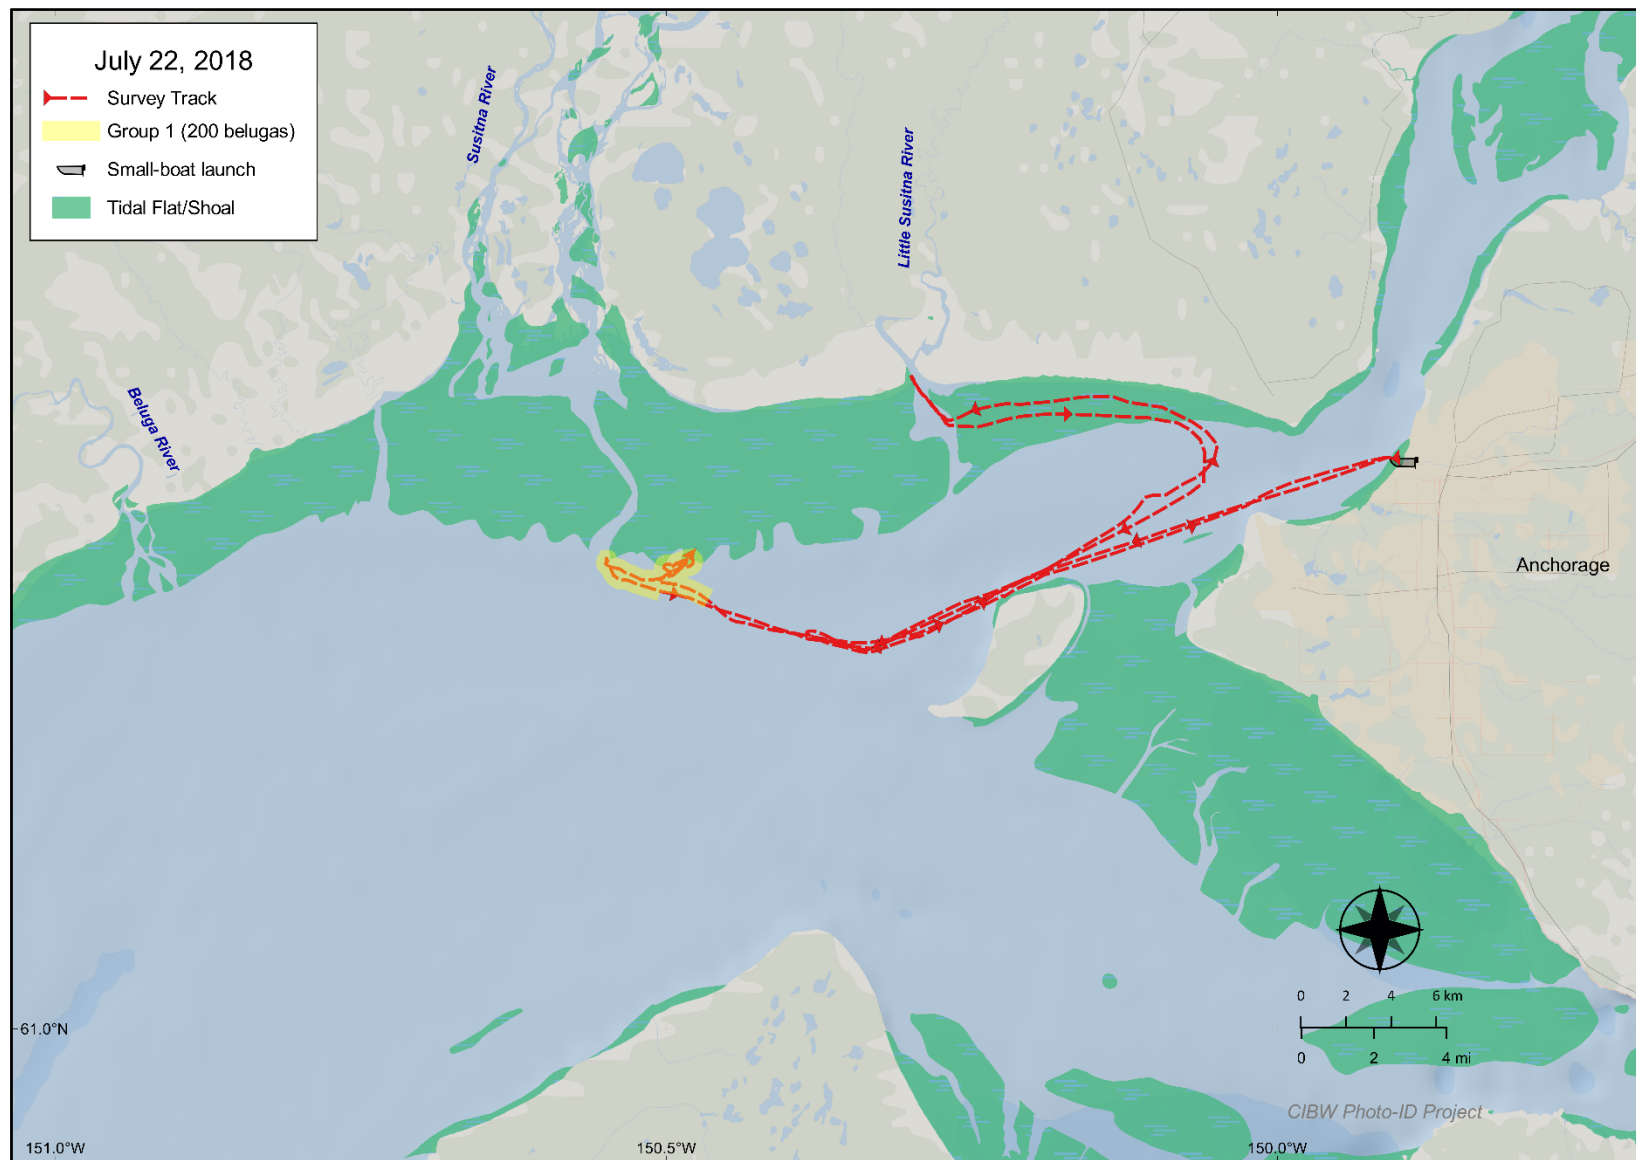 July 22, 2018
Survey Track
Group 1 (200 belugas)
Small-boat launch
Tidal Flat/Shoal
Susitna River
Little Susitna River
Beluga River
Anchorage
0 2 4 6 km
0 2 4 mi
61.0°N
CIBW Photo-ID Project
151.0°W
150.5°W
150.0°W